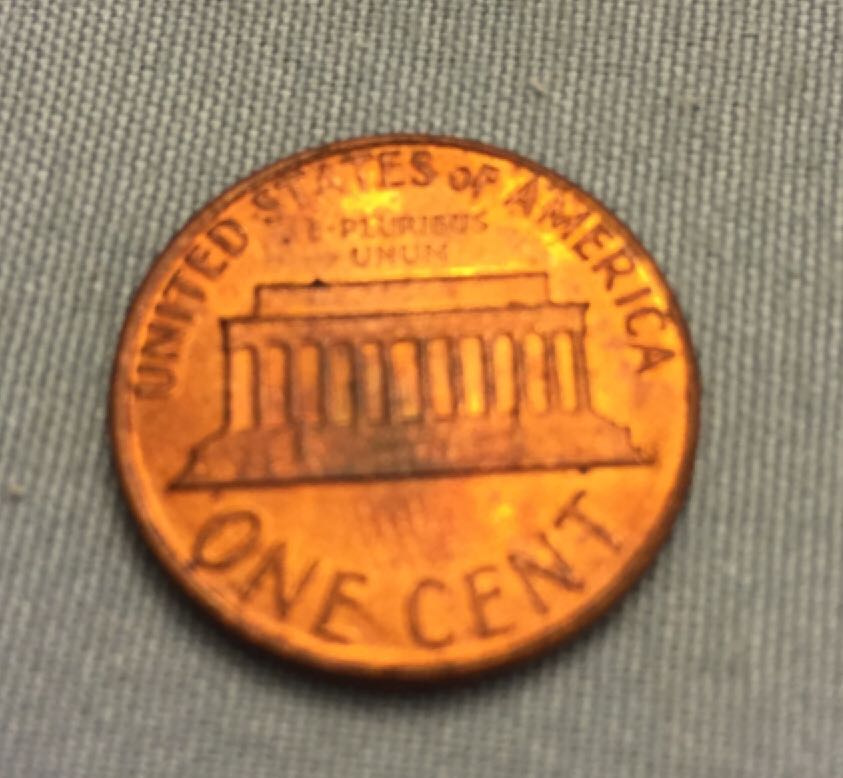 UNITED STATES OF AMERICA
E·PLURIBUS
UNUM
ONE CENT